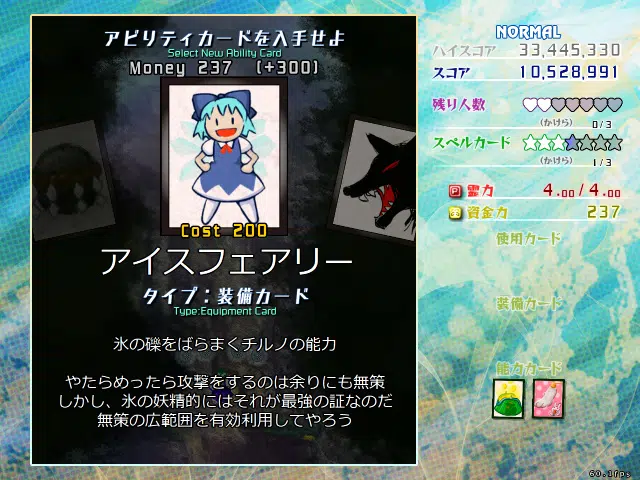 アビリティカードを入手せよ
Select New Ability Card
Money 237 (+300)
Cost 200
アイスフェアリー
タイプ：装備カード
Type:Equipment Card
氷の礫をばらまくチルノの能力
やたらめったら攻撃をするのは余りにも無策
しかし、氷の妖精的にはそれが最強の証なのだ
無策の広範囲を有効利用してやろう
NORMAL
ハイスコア 33,445,330
スコア 10,528,991
残り人数
(かけら) 0/3
スペルカード
(かけら) 1/3
P 霊力 4.00/4.00
資金力 237
使用カード
装備カード
能力カード
60.1fps